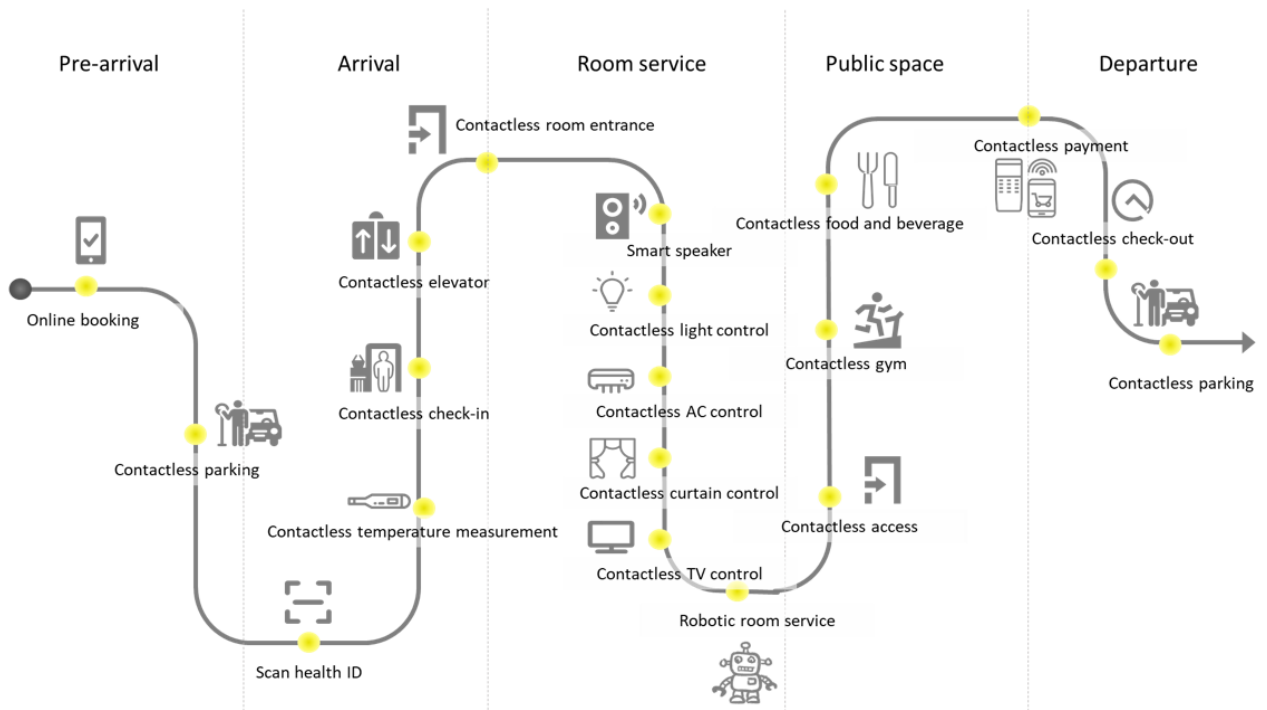 Pre-arrival
Arrival
Room service
Public space
Departure
Online booking
Contactless parking
Scan health ID
Contactless temperature measurement
Contactless check-in
Contactless elevator
Contactless room entrance
Smart speaker
Contactless light control
Contactless AC control
Contactless curtain control
Contactless TV control
Robotic room service
Contactless access
Contactless gym
Contactless food and beverage
Contactless payment
Contactless check-out
Contactless parking